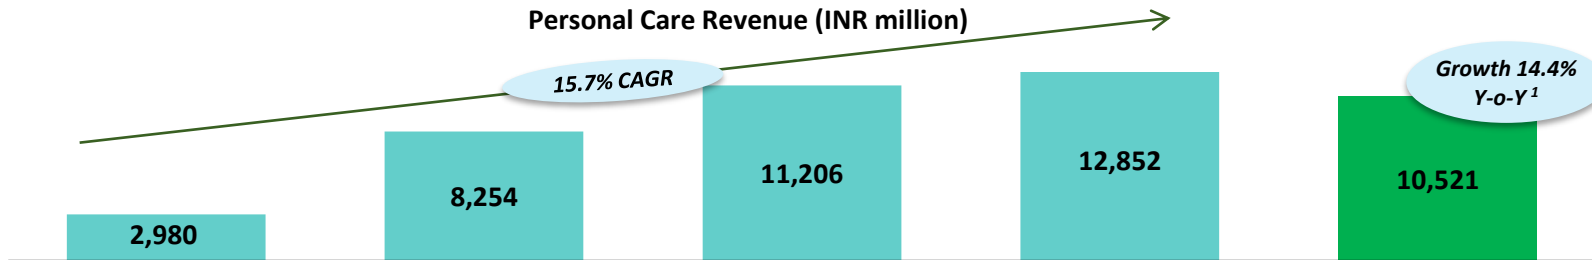 Personal Care Revenue (INR million)
15.7% CAGR
Growth 14.4%
Y-o-Y 1
2,980
8,254
11,206
12,852
10,521